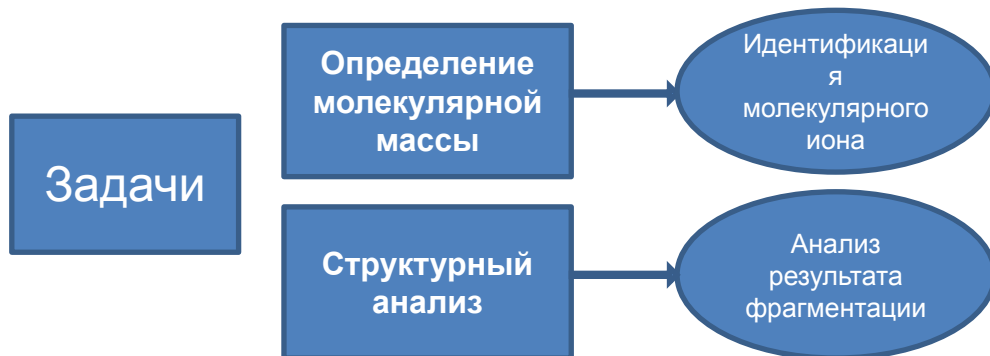 Задачи
Определение
молекулярной
массы
Идентификаци
я
молекулярного
иона
Структурный
анализ
Анализ
результата
фрагментации